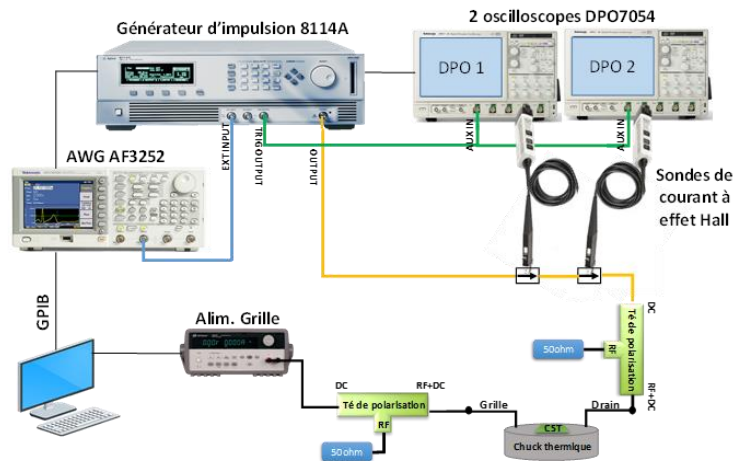 Générateur d'impulsion 8114A
2 oscilloscopes DPO7054
DPO 1
DPO 2
AWG AF3252
EXT INPUT
TRIG OUTPUT
OUTPUT
AUX IN
AUX IN
Sondes de
courant à
effet Hall
GPIB
Alim. Grille
DC
Té de polarisation
RF
RF+DC
50ohm
DC
RF+DC
Té de polarisation
RF
50ohm
Grille
Drain
CST
Chuck thermique